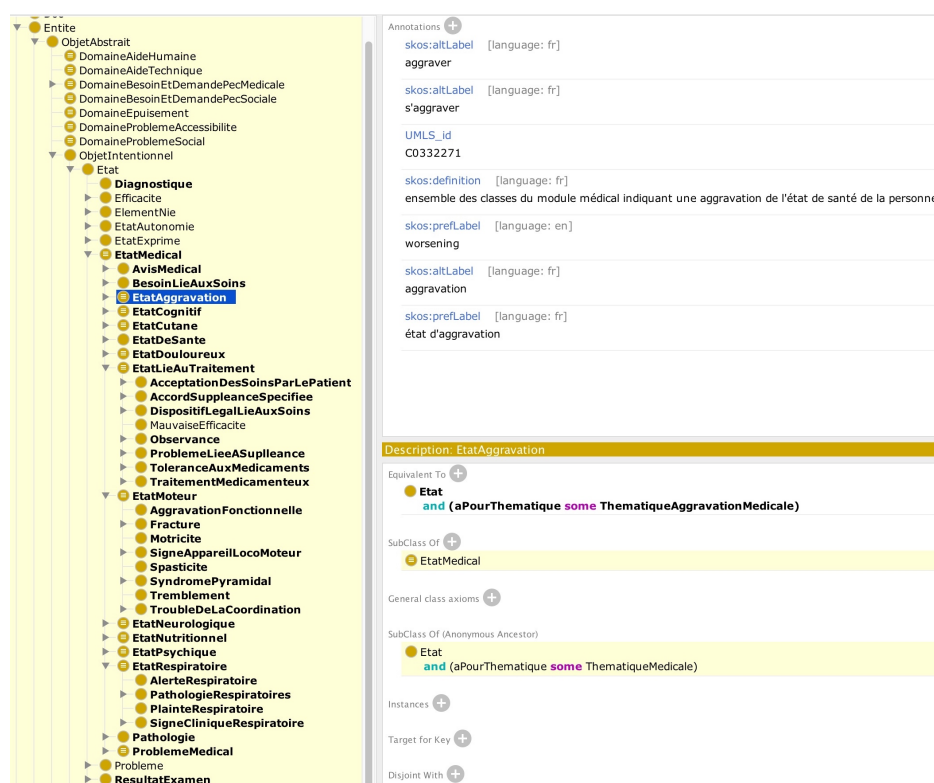 Entite
ObjetAbstrait
DomaineAideHumaine
DomaineAideTechnique
DomaineBesoinEtDemandePecMedicale
DomaineBesoinEtDemandePecSociale
DomaineEpuisement
DomaineProblemeAccessibilite
DomaineProblemeSocial
ObjetIntentionnel
Etat
Diagnostique
Efficacite
ElementNie
EtatAutonomie
EtatExprime
EtatMedical
AvisMedical
BesoinLieAuxSoins
EtatAggravation
EtatCognitif
EtatCutane
EtatDeSante
EtatDouloureux
EtatLieAuTraitement
AcceptationDesSoinsParLePatient
AccordSuppleanceSpecifiee
DispositifLegalLieAuxSoins
MauvaiseEfficacite
Observance
ProblemeLieeASuplleance
ToleranceAuxMedicaments
TraitementMedicamenteux
EtatMoteur
AggravationFonctionnelle
Fracture
Motricite
SigneAppareilLocoMoteur
Spasticite
SyndromePyramidal
Tremblement
TroubleDeLaCoordination
EtatNeurologique
EtatNutritionnel
EtatPsychique
EtatRespiratoire
AlerteRespiratoire
PathologieRespiratoires
PlainteRespiratoire
SigneCliniqueRespiratoire
Pathologie
ProblemeMedical
Probleme
ResultatExamen
Annotations
skos:altLabel [language: fr]
aggraver
skos:altLabel [language: fr]
s'aggraver
UMLS_id
C0332271
skos:definition [language: fr]
ensemble des classes du module médical indiquant une aggravation de l'état de santé de la personne
skos:prefLabel [language: en]
worsening
skos:altLabel [language: fr]
aggravation
skos:prefLabel [language: fr]
état d'aggravation
Description: EtatAggravation
Equivalent To
Etat
and (aPourThematique some ThematiqueAggravationMedicale)
SubClass Of
EtatMedical
General class axioms
SubClass Of (Anonymous Ancestor)
Etat
and (aPourThematique some ThematiqueMedicale)
Instances
Target for Key
Disjoint With